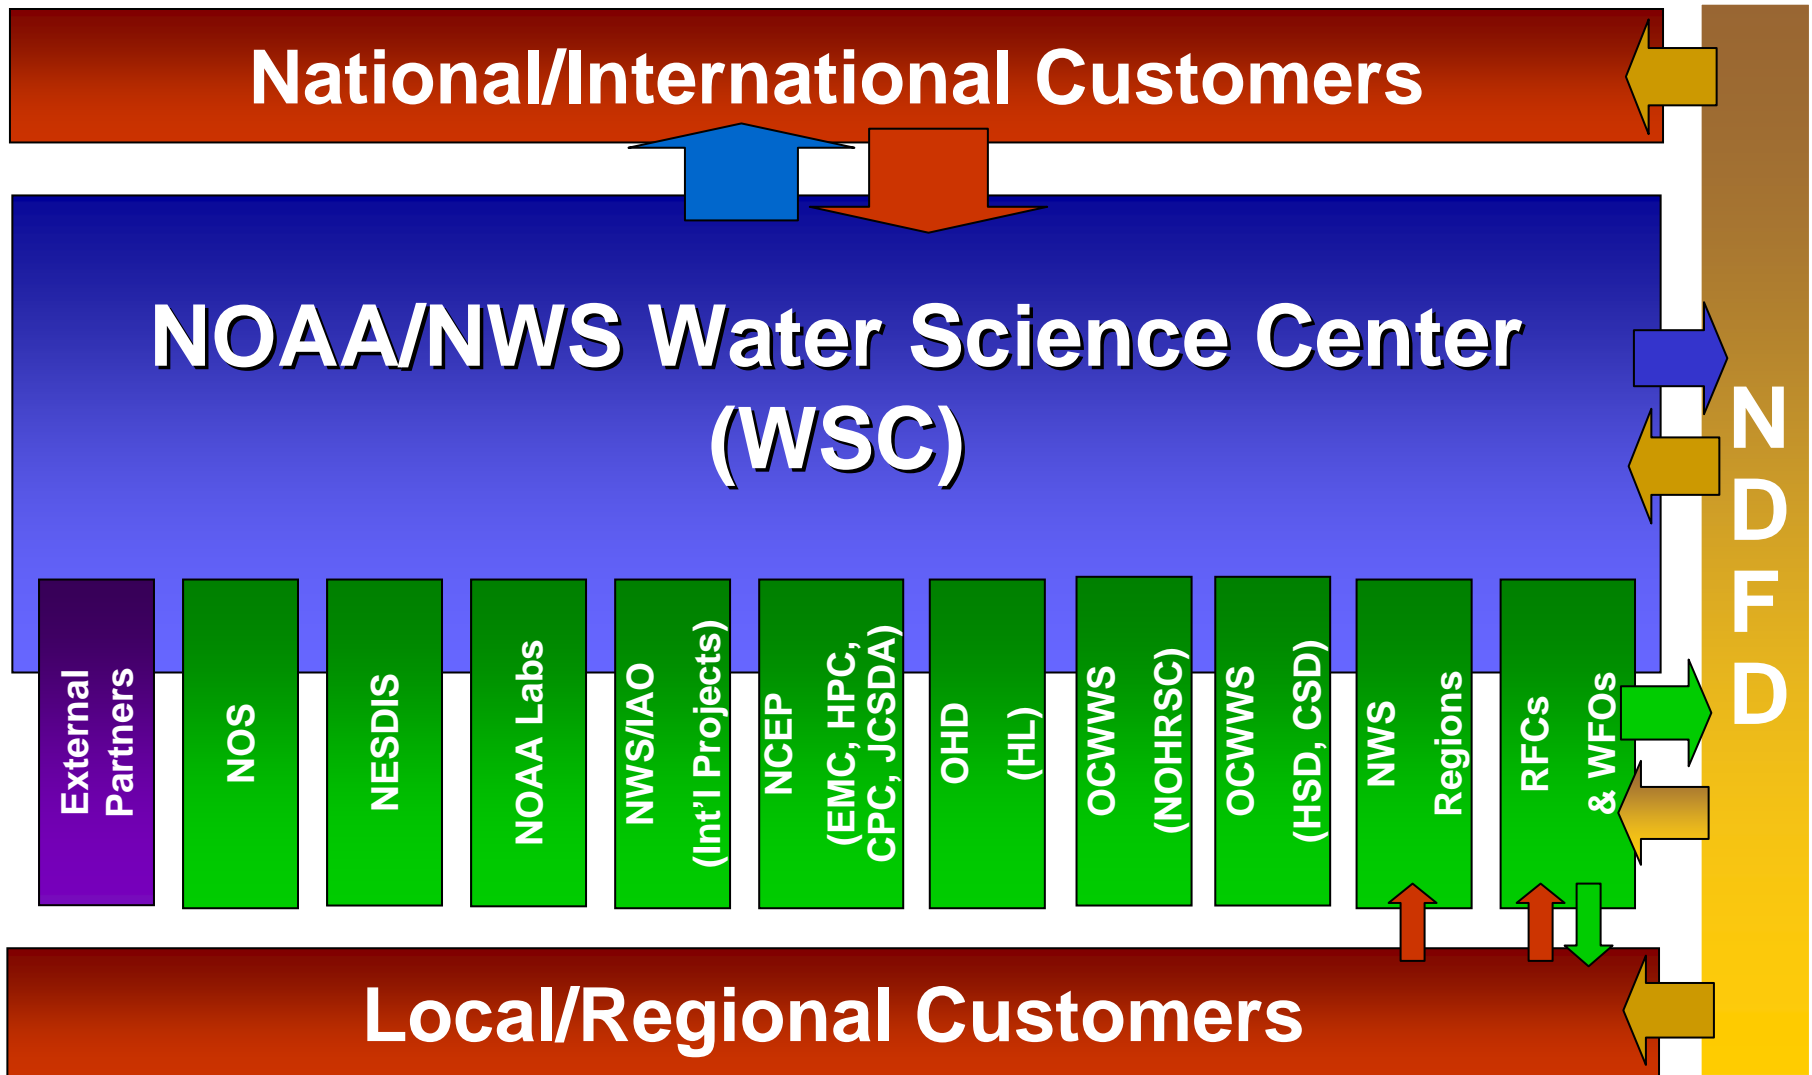 National/International Customers
NOAA/NWS Water Science Center
(WSC)
External
Partners
NOS
NESDIS
NOAA Labs
NWS/IAO
(Int'l Projects)
NCEP
(EMC, HPC,
CPC, JCSDA)
OHD
(HL)
OCWWS
(NOHRSC)
OCWWS
(HSD, CSD)
NWS
Regions
RFCs
& WFOs
N
D
F
D
Local/Regional Customers